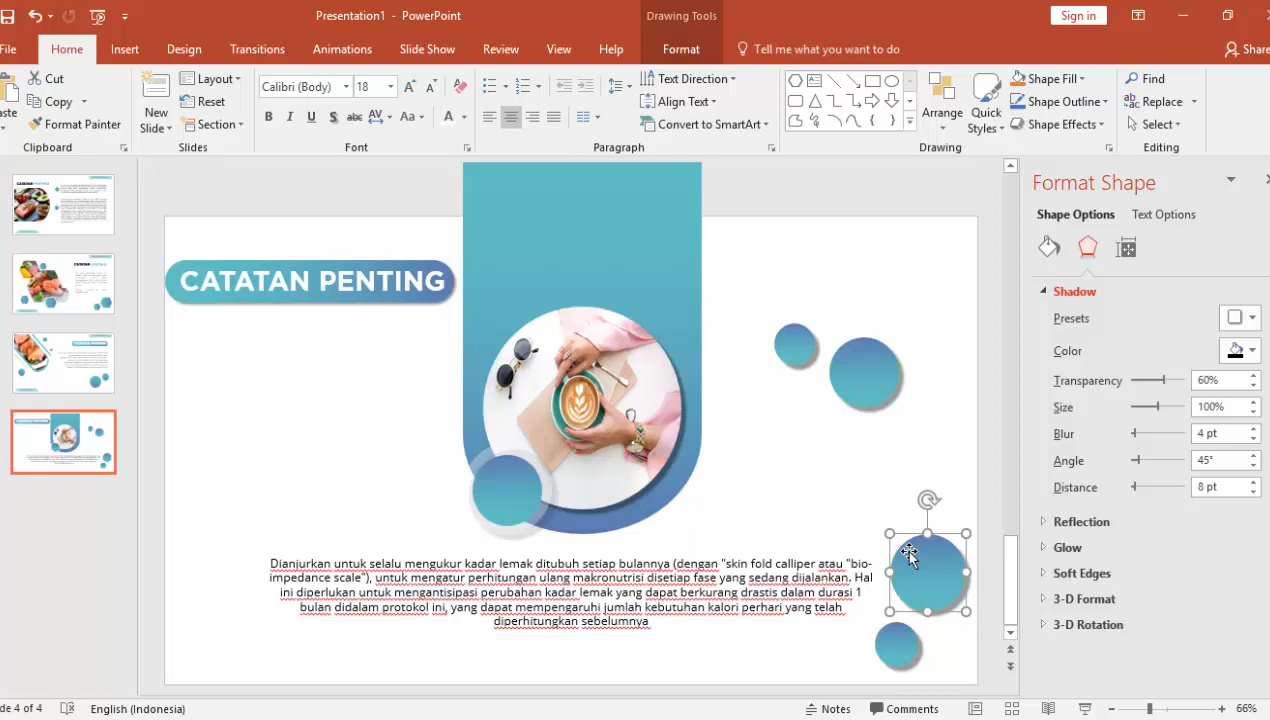 Presentation1 - PowerPoint
Drawing Tools
Sign in
File Home Insert Design Transitions Animations Slide Show Review View Help Format Tell me what you want to do Share
Cut
Copy
Format Painter
Clipboard
New
Slide
Layout
Reset
Section
Slides
Calibri (Body) 18
B I U S abc AV Aa A
Font
Text Direction
Align Text
Convert to SmartArt
Paragraph
Arrange
Quick
Styles
Shape Fill
Shape Outline
Shape Effects
Drawing
Find
Replace
Select
Editing
CATATAN PENTING
Dianjurkan untuk selalu mengukur kadar lemak ditubuh setiap bulannya (dengan "skin fold calliper atau "bio-
impedance scale"), untuk mengatur perhitungan ulang makronutrisi disetiap fase yang sedang dijalankan. Hal
ini diperlukan untuk mengantisipasi perubahan kadar lemak yang dapat berkurang drastis dalam durasi 1
bulan didalam protokol ini, yang dapat mempengaruhi jumlah kebutuhan kalori perhari yang telah
diperhitungkan sebelumnya
Format Shape
Shape Options Text Options
Shadow
Presets
Color
Transparency 60%
Size 100%
Blur 4 pt
Angle 45°
Distance 8 pt
Reflection
Glow
Soft Edges
3-D Format
3-D Rotation
de 4 of 4 English (Indonesia) Notes Comments 66%